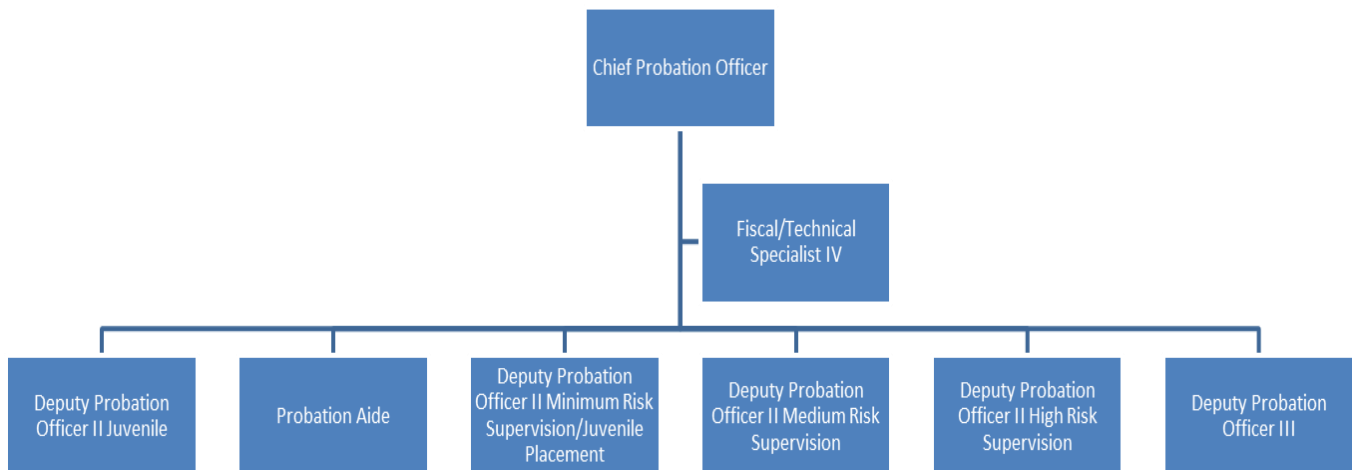 Chief Probation Officer
Fiscal/Technical
Specialist IV
Deputy Probation
Officer II Juvenile
Probation Aide
Deputy Probation
Officer II Minimum Risk
Supervision/Juvenile
Placement
Deputy Probation
Officer II Medium Risk
Supervision
Deputy Probation
Officer II High Risk
Supervision
Deputy Probation
Officer III